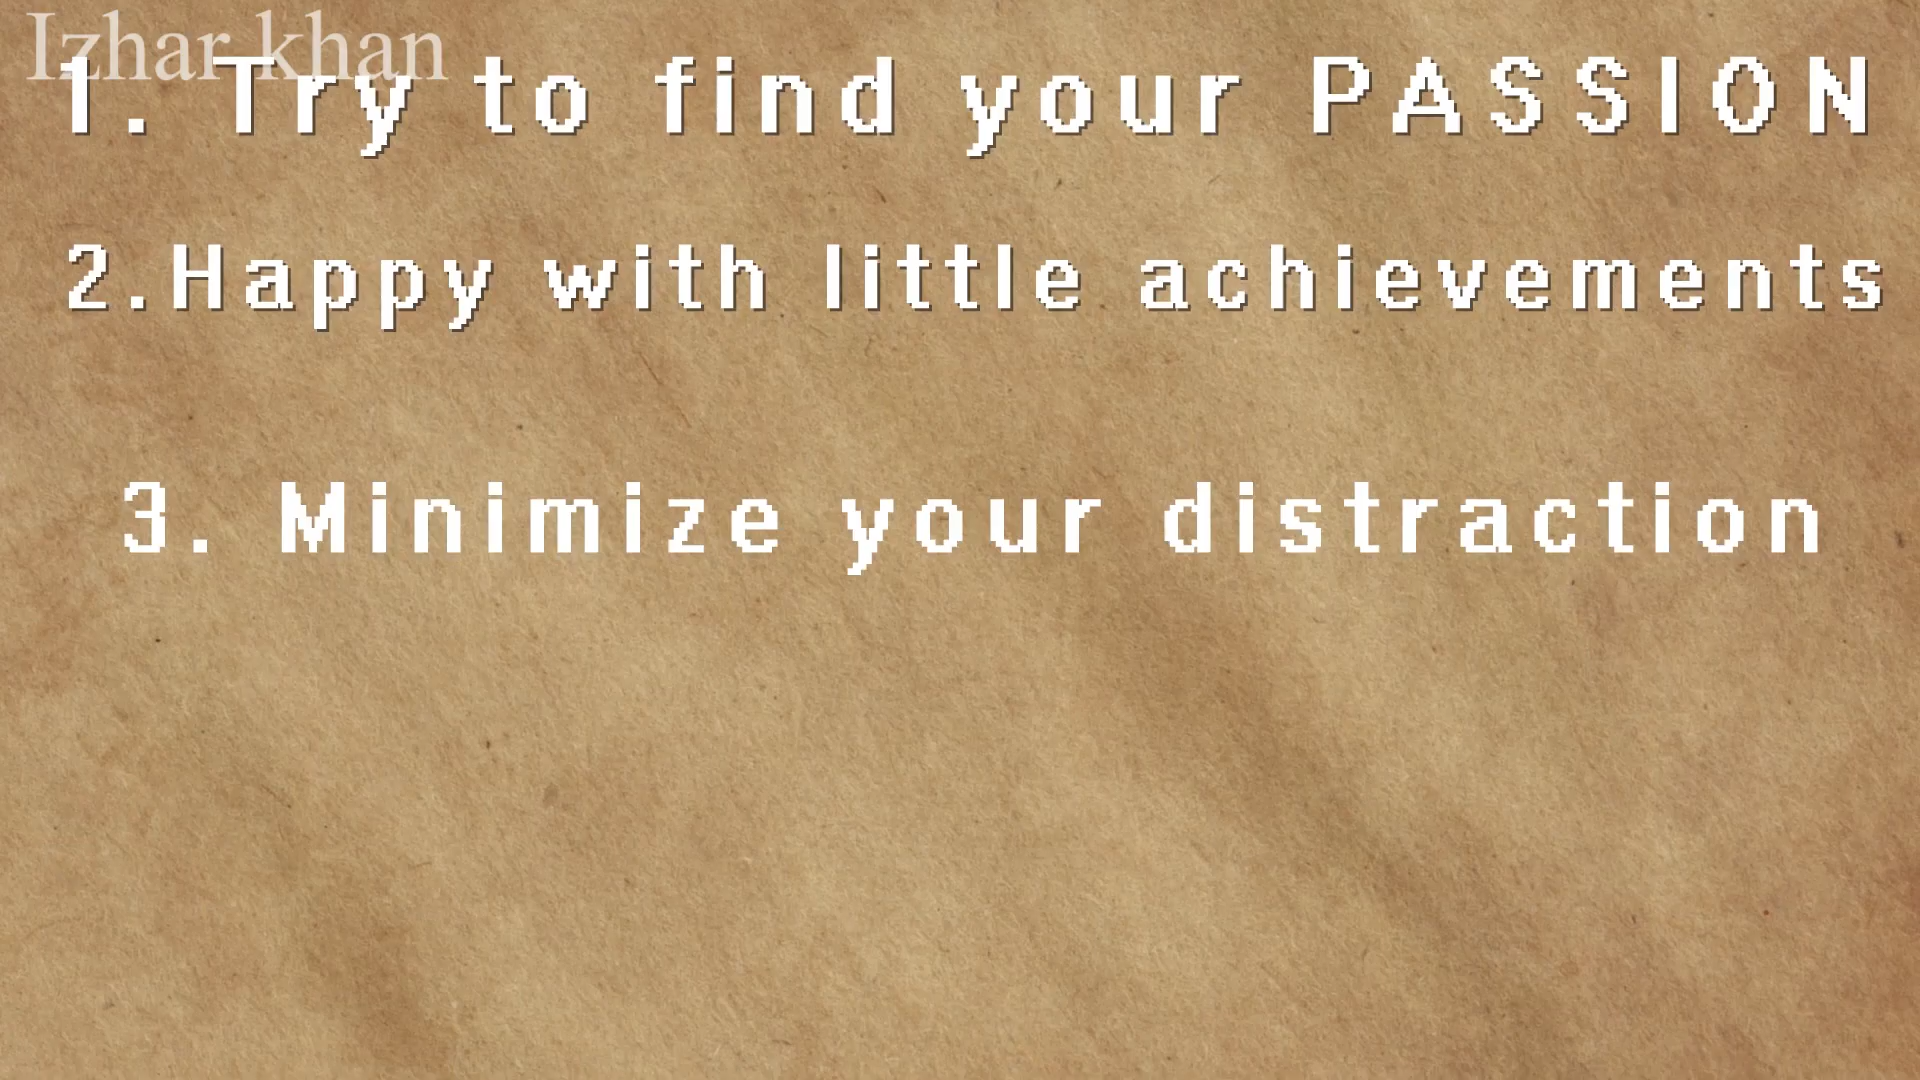 Izhar khan
1. Try to find your PASSION
2.Happy with little achievements
3. Minimize your distraction